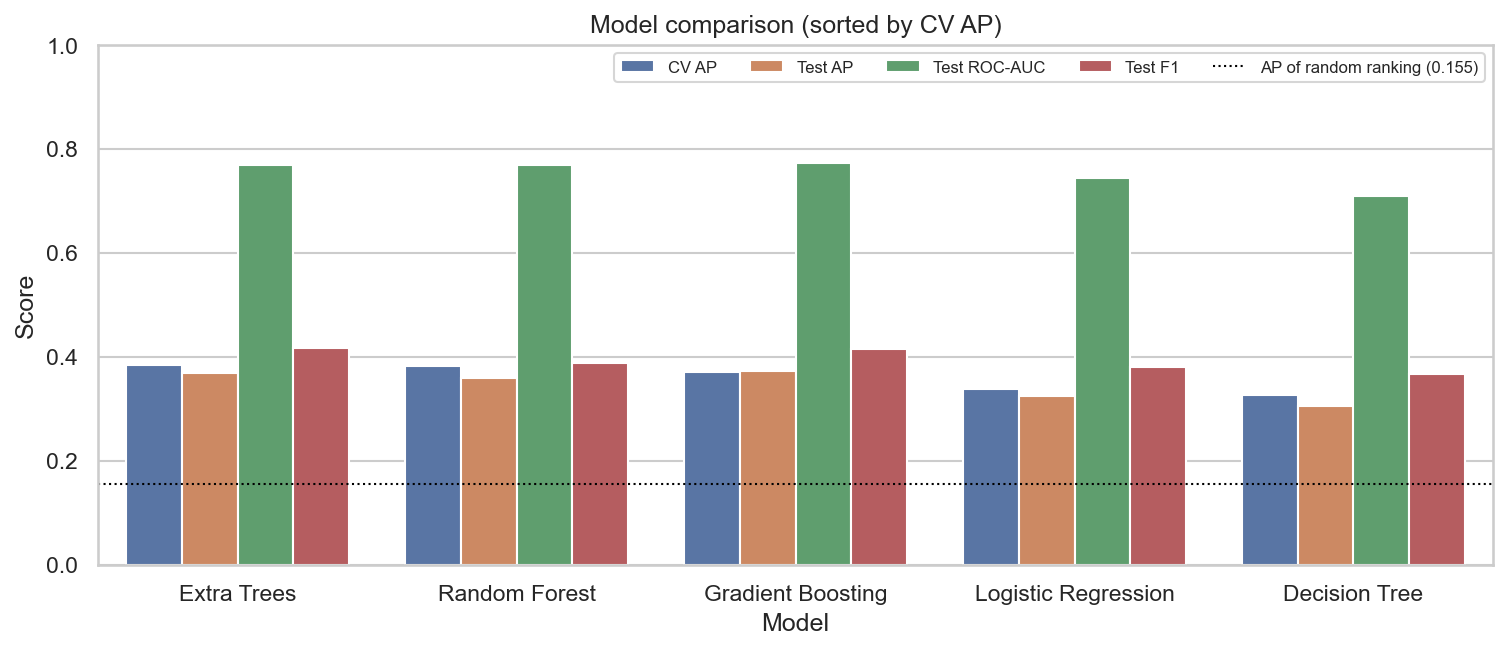 Model comparison (sorted by CV AP)
CV AP Test AP Test ROC-AUC Test F1 AP of random ranking (0.155)
Score
1.0
0.8
0.6
0.4
0.2
0.0
Extra Trees Random Forest Gradient Boosting Logistic Regression Decision Tree
Model